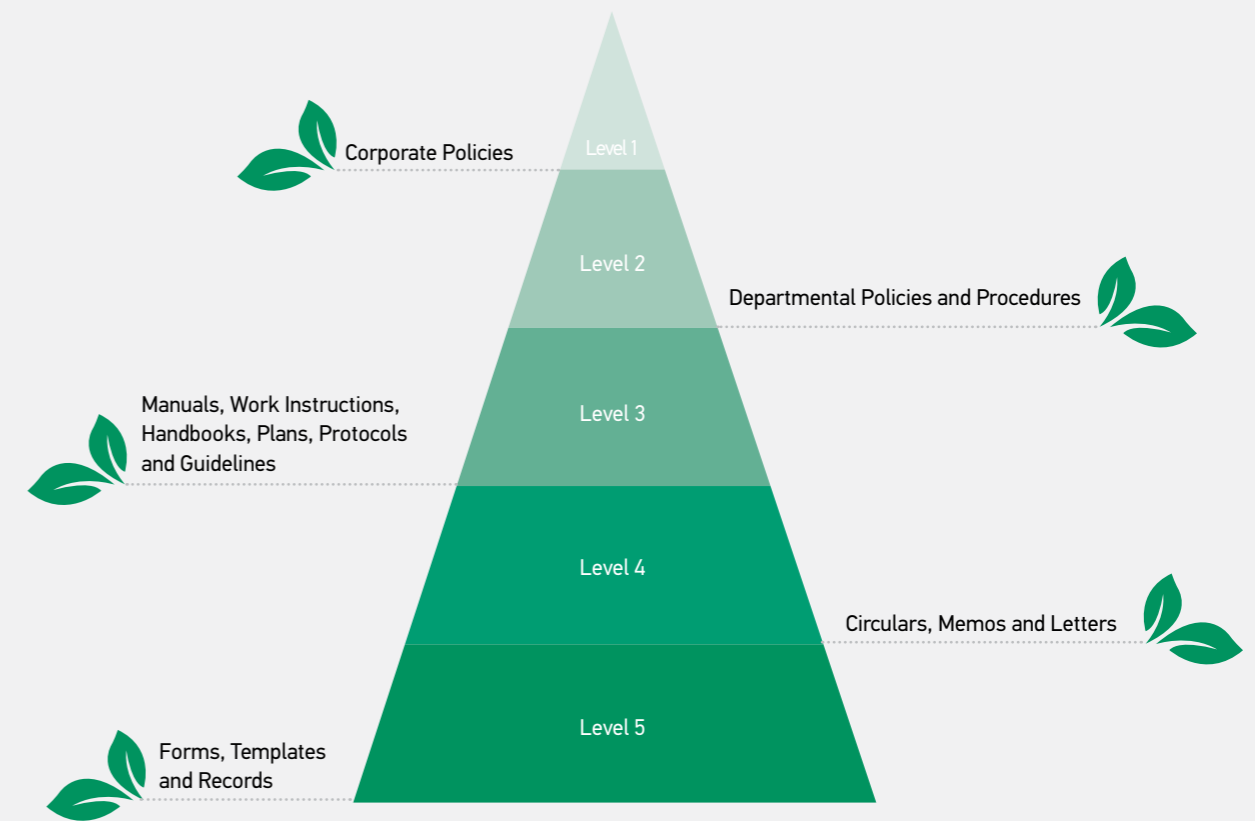 Level 1
Corporate Policies
Level 2
Departmental Policies and Procedures
Level 3
Manuals, Work Instructions,
Handbooks, Plans, Protocols
and Guidelines
Level 4
Circulars, Memos and Letters
Level 5
Forms, Templates
and Records